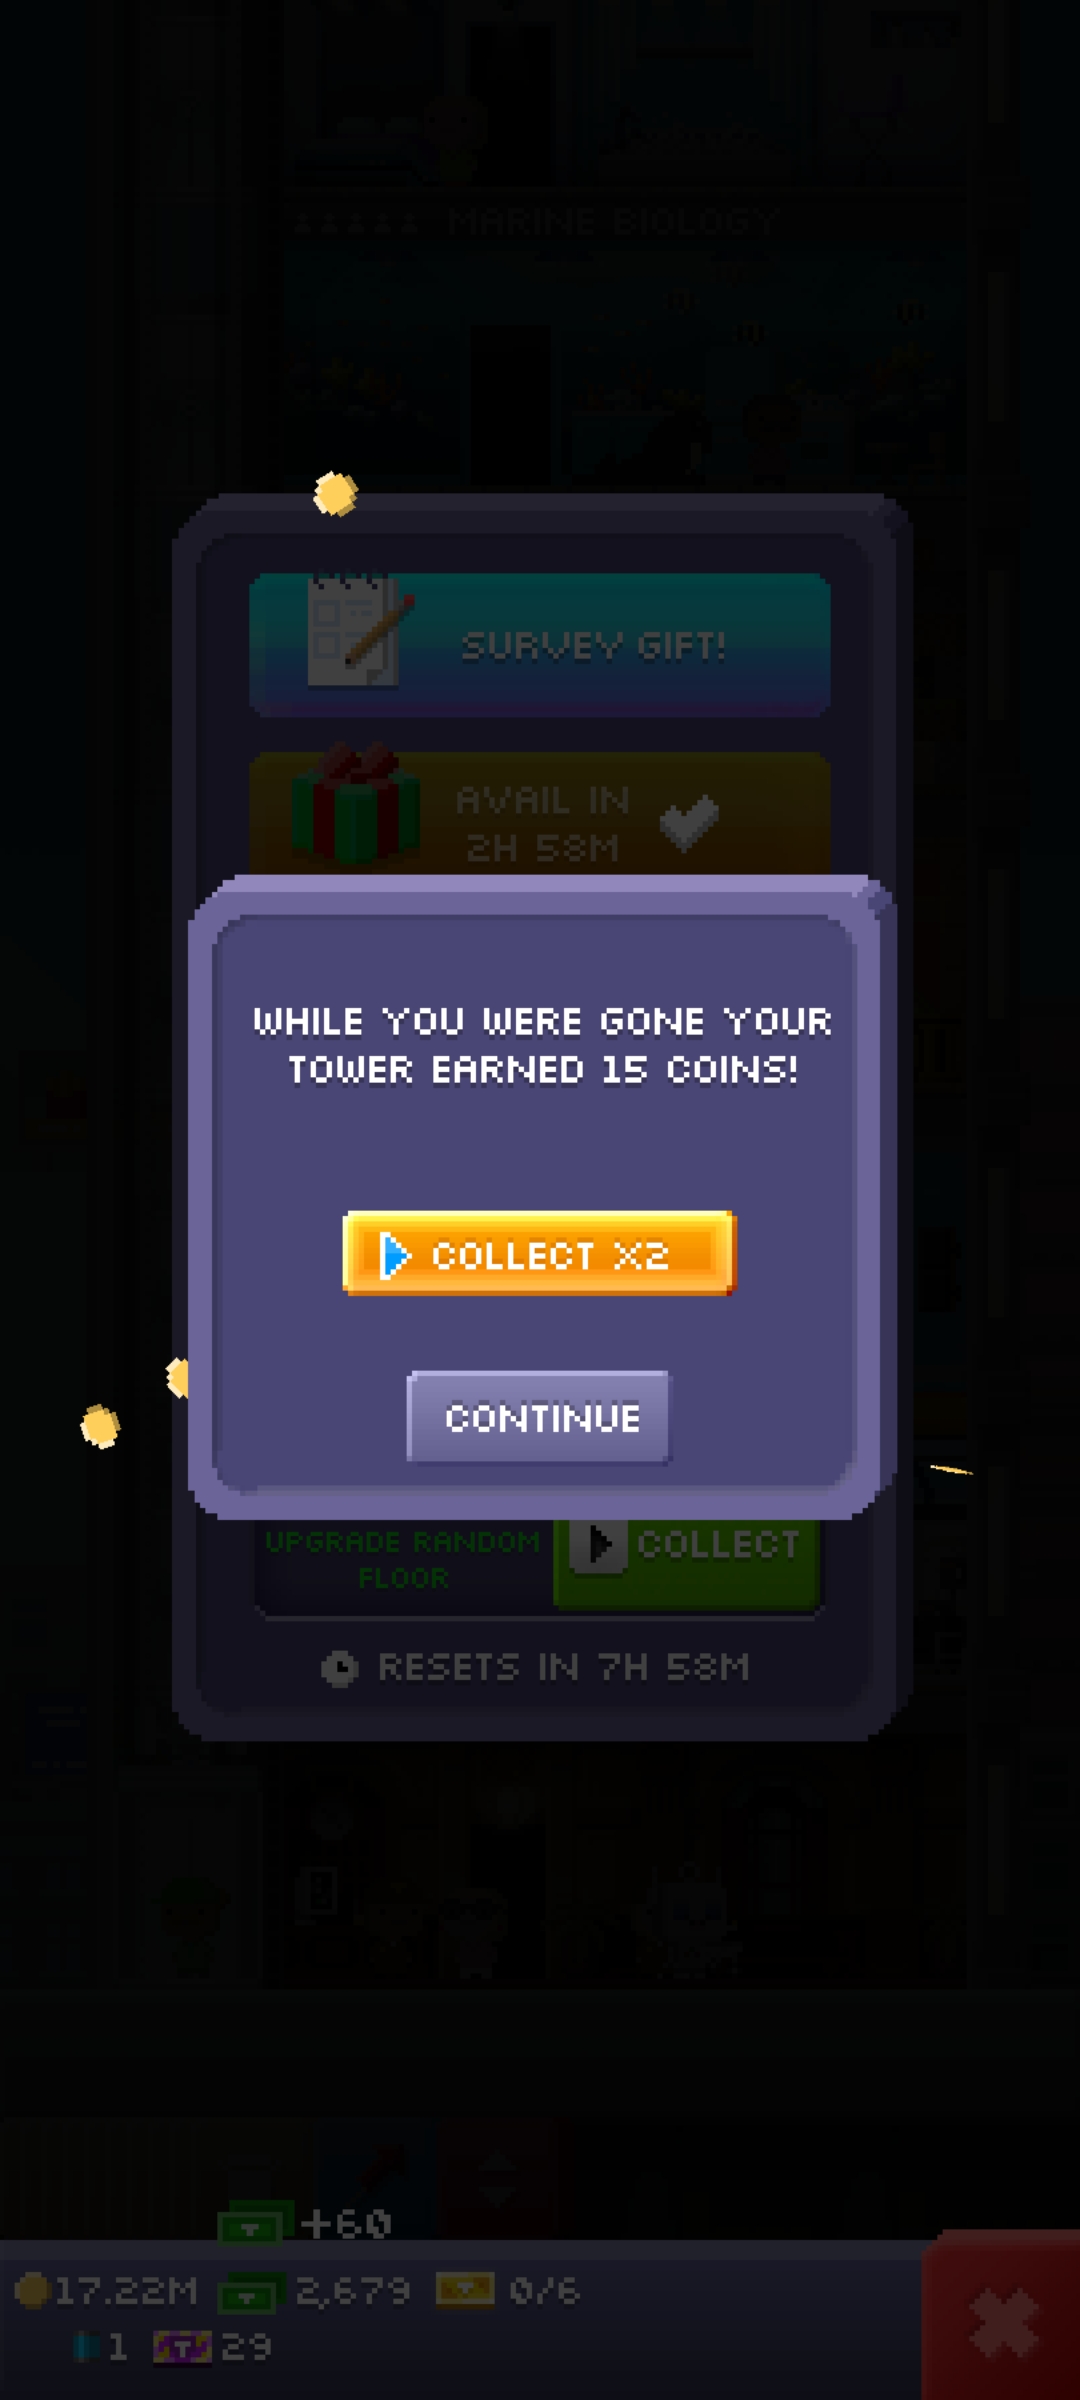 MARINE BIOLOGY
SURVEY GIFT!
AVAIL IN
2H 58M
WHILE YOU WERE GONE YOUR
TOWER EARNED 15 COINS!
COLLECT X2
CONTINUE
UPGRADE RANDOM
FLOOR
COLLECT
RESETS IN 7H 58M
+60
17.22M 2,679 0/6
1 29